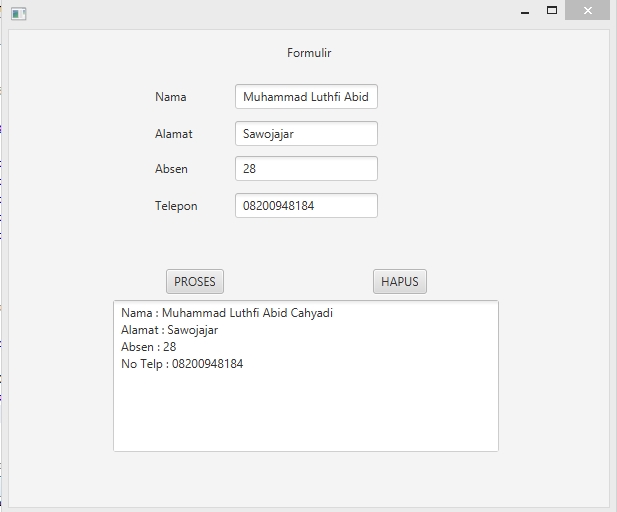 Formulir
Nama Muhammad Luthfi Abid
Alamat Sawojajar
Absen 28
Telepon 08200948184
PROSES HAPUS
Nama : Muhammad Luthfi Abid Cahyadi
Alamat : Sawojajar
Absen : 28
No Telp : 08200948184